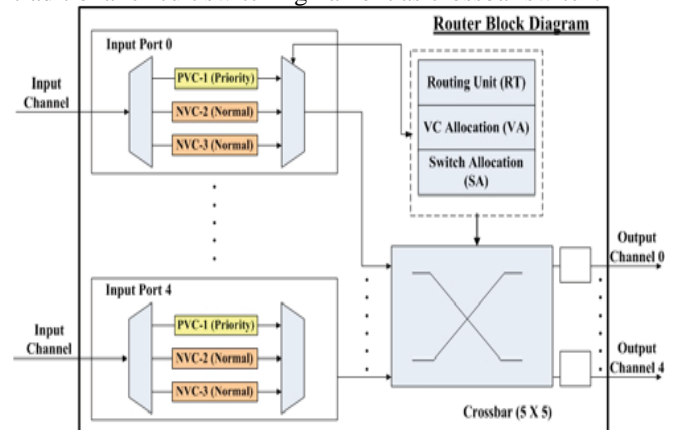 Router Block Diagram
Input Port 0
Input
Channel
PVC-1 (Priority)
NVC-2 (Normal)
NVC-3 (Normal)
Routing Unit (RT)
VC Allocation (VA)
Switch Allocation
(SA)
Output
Channel 0
Input Port 4
Input
Channel
PVC-1 (Priority)
NVC-2 (Normal)
NVC-3 (Normal)
Output
Channel 4
Crossbar (5 X 5)